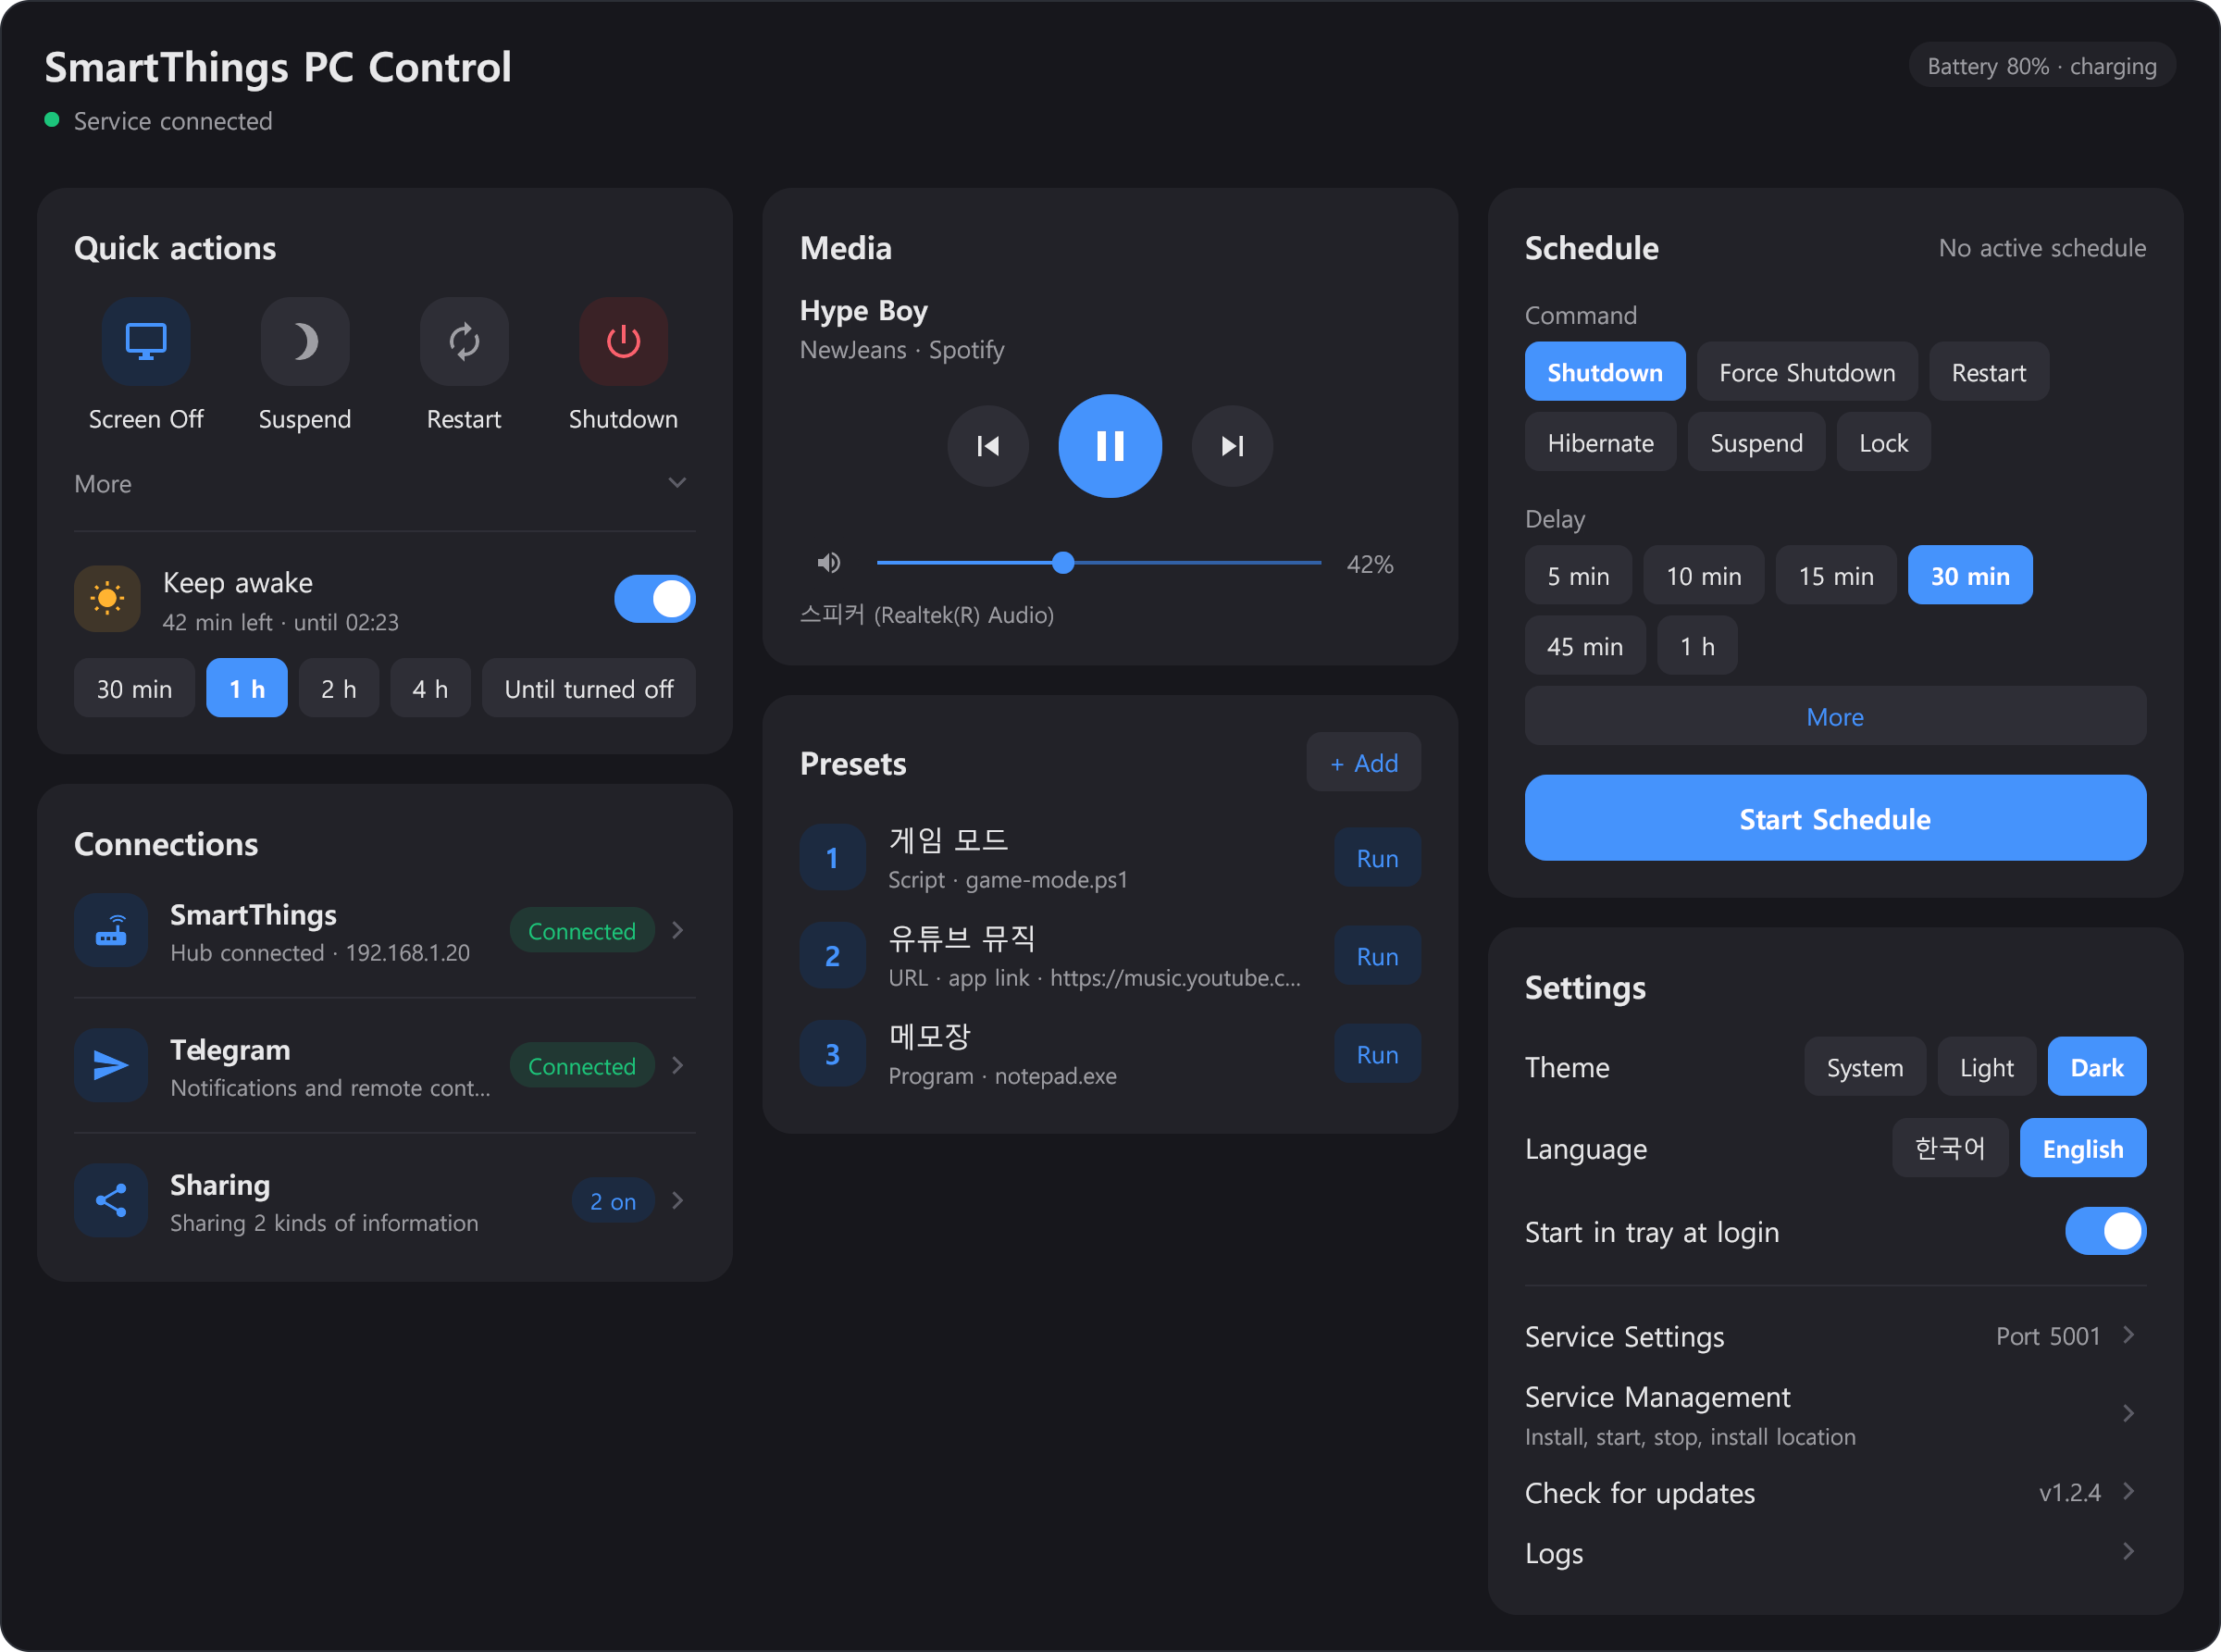 SmartThings PC Control
Battery 80% · charging
Service connected
Quick actions
Screen Off
Suspend
Restart
Shutdown
More
Keep awake
42 min left · until 02:23
30 min
1 h
2 h
4 h
Until turned off
Connections
SmartThings
Hub connected · 192.168.1.20
Connected
Telegram
Notifications and remote cont...
Connected
Sharing
Sharing 2 kinds of information
2 on
Media
Hype Boy
NewJeans · Spotify
42%
스피커 (Realtek(R) Audio)
Presets
+ Add
1
게임 모드
Script · game-mode.ps1
Run
2
유튜브 뮤직
URL · app link · https://music.youtube.c...
Run
3
메모장
Program · notepad.exe
Run
Schedule
No active schedule
Command
Shutdown
Force Shutdown
Restart
Hibernate
Suspend
Lock
Delay
5 min
10 min
15 min
30 min
45 min
1 h
More
Start Schedule
Settings
Theme
System
Light
Dark
Language
한국어
English
Start in tray at login
Service Settings
Port 5001
Service Management
Install, start, stop, install location
Check for updates
v1.2.4
Logs